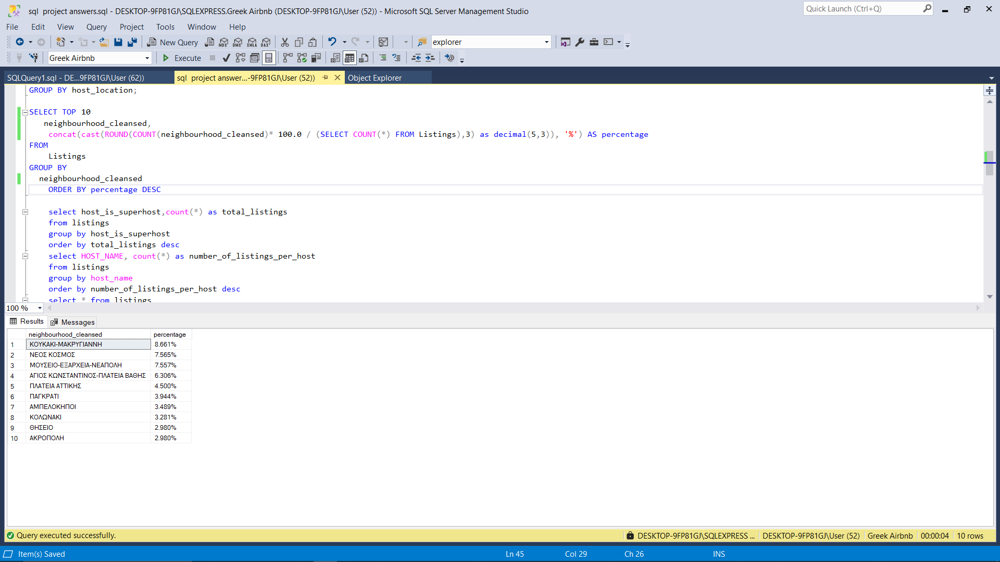 sql  project answers.sql - DESKTOP-9FP81GJ\SQLEXPRESS.Greek Airbnb (DESKTOP-9FP81GJ\User (52)) - Microsoft SQL Server Management Studio
Quick Launch (Ctrl+Q)
File Edit View Query Project Tools Window Help
New Query MDX DMX XMLA DAX explorer
Greek Airbnb Execute
SQLQuery1.sql - DE...9FP81GJ\User (62)) sql  project answer...-9FP81GJ\User (52)) Object Explorer
GROUP BY host_location;
SELECT TOP 10
neighbourhood_cleansed,
concat(cast(ROUND(COUNT(neighbourhood_cleansed)* 100.0 / (SELECT COUNT(*) FROM Listings),3) as decimal(5,3)), '%') AS percentage
FROM
Listings
GROUP BY
neighbourhood_cleansed
ORDER BY percentage DESC
select host_is_superhost,count(*) as total_listings
from listings
group by host_is_superhost
order by total_listings desc
select HOST_NAME, count(*) as number_of_listings_per_host
from listings
group by host_name
order by number_of_listings_per_host desc
select * from listings
100 %
Results Messages
neighbourhood_cleansed percentage
1 ΚΟΥΚΑΚΙ-ΜΑΚΡΥΓΙΑΝΝΗ 8.661%
2 ΝΕΟΣ ΚΟΣΜΟΣ 7.565%
3 ΜΟΥΣΕΙΟ-ΕΞΑΡΧΕΙΑ-ΝΕΑΠΟΛΗ 7.557%
4 ΑΓΙΟΣ ΚΩΝΣΤΑΝΤΙΝΟΣ-ΠΛΑΤΕΙΑ ΒΑΘΗΣ 6.306%
5 ΠΛΑΤΕΙΑ ΑΤΤΙΚΗΣ 4.500%
6 ΠΑΓΚΡΑΤΙ 3.944%
7 ΑΜΠΕΛΟΚΗΠΟΙ 3.489%
8 ΚΟΛΩΝΑΚΙ 3.281%
9 ΘΗΣΕΙΟ 2.980%
10 ΑΚΡΟΠΟΛΗ 2.980%
Query executed successfully. DESKTOP-9FP81GJ\SQLEXPRESS ... DESKTOP-9FP81GJ\User (52) Greek Airbnb 00:00:04 10 rows
Item(s) Saved Ln 45 Col 29 Ch 26 INS